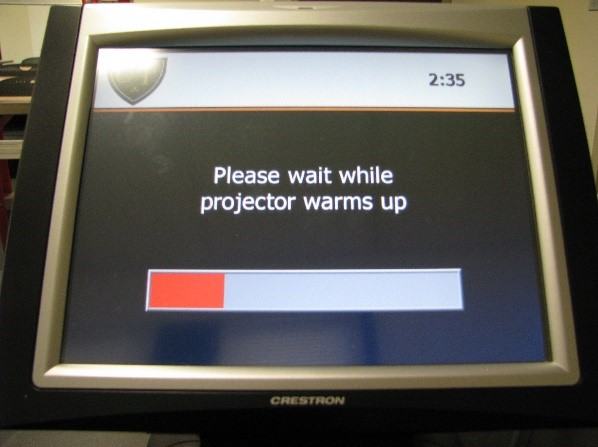 2:35
Please wait while
projector warms up
CRESTRON